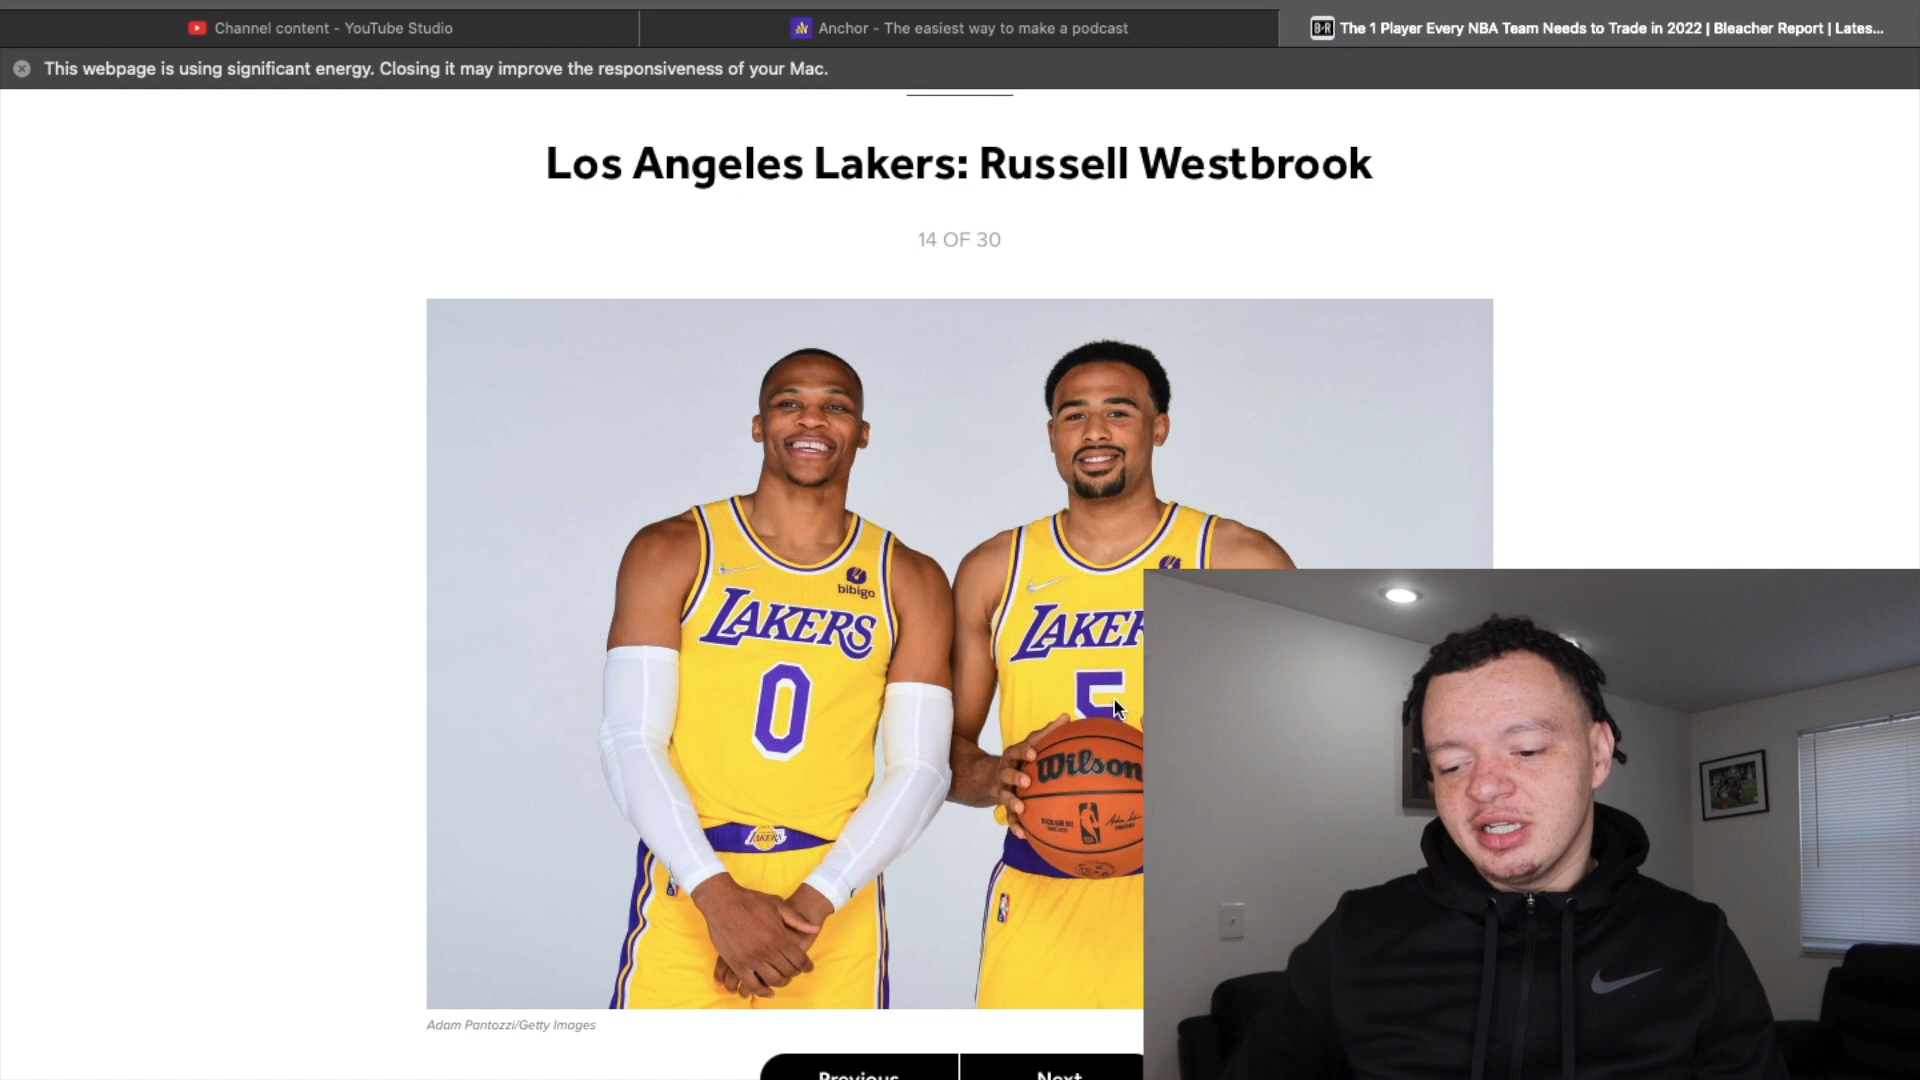 Channel content - YouTube Studio
Anchor - The easiest way to make a podcast
B/R The 1 Player Every NBA Team Needs to Trade in 2022 | Bleacher Report | Lates...
This webpage is using significant energy. Closing it may improve the responsiveness of your Mac.
Los Angeles Lakers: Russell Westbrook
14 OF 30
bibigo
LAKERS
0
LAKERS
LAKER
5
Wilson
Adam Pantozzi/Getty Images
Previous
Next